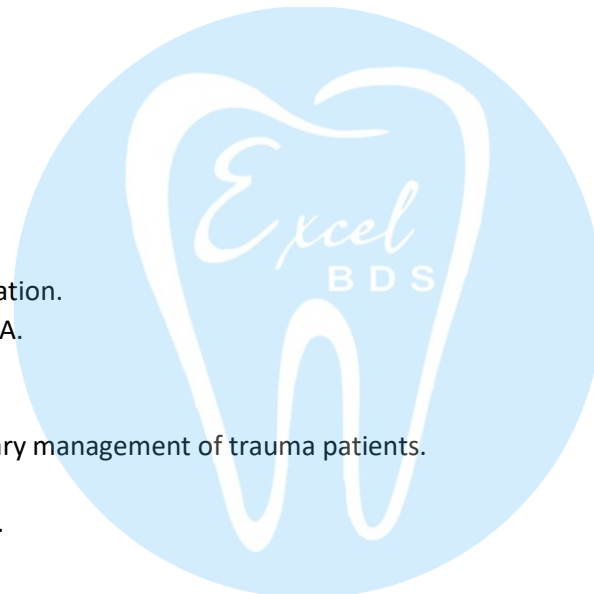 Excel
BDS
ation.
A.
ary management of trauma patients.
.